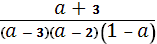 a + 3
(a − 3)(a − 2)(1 − a)